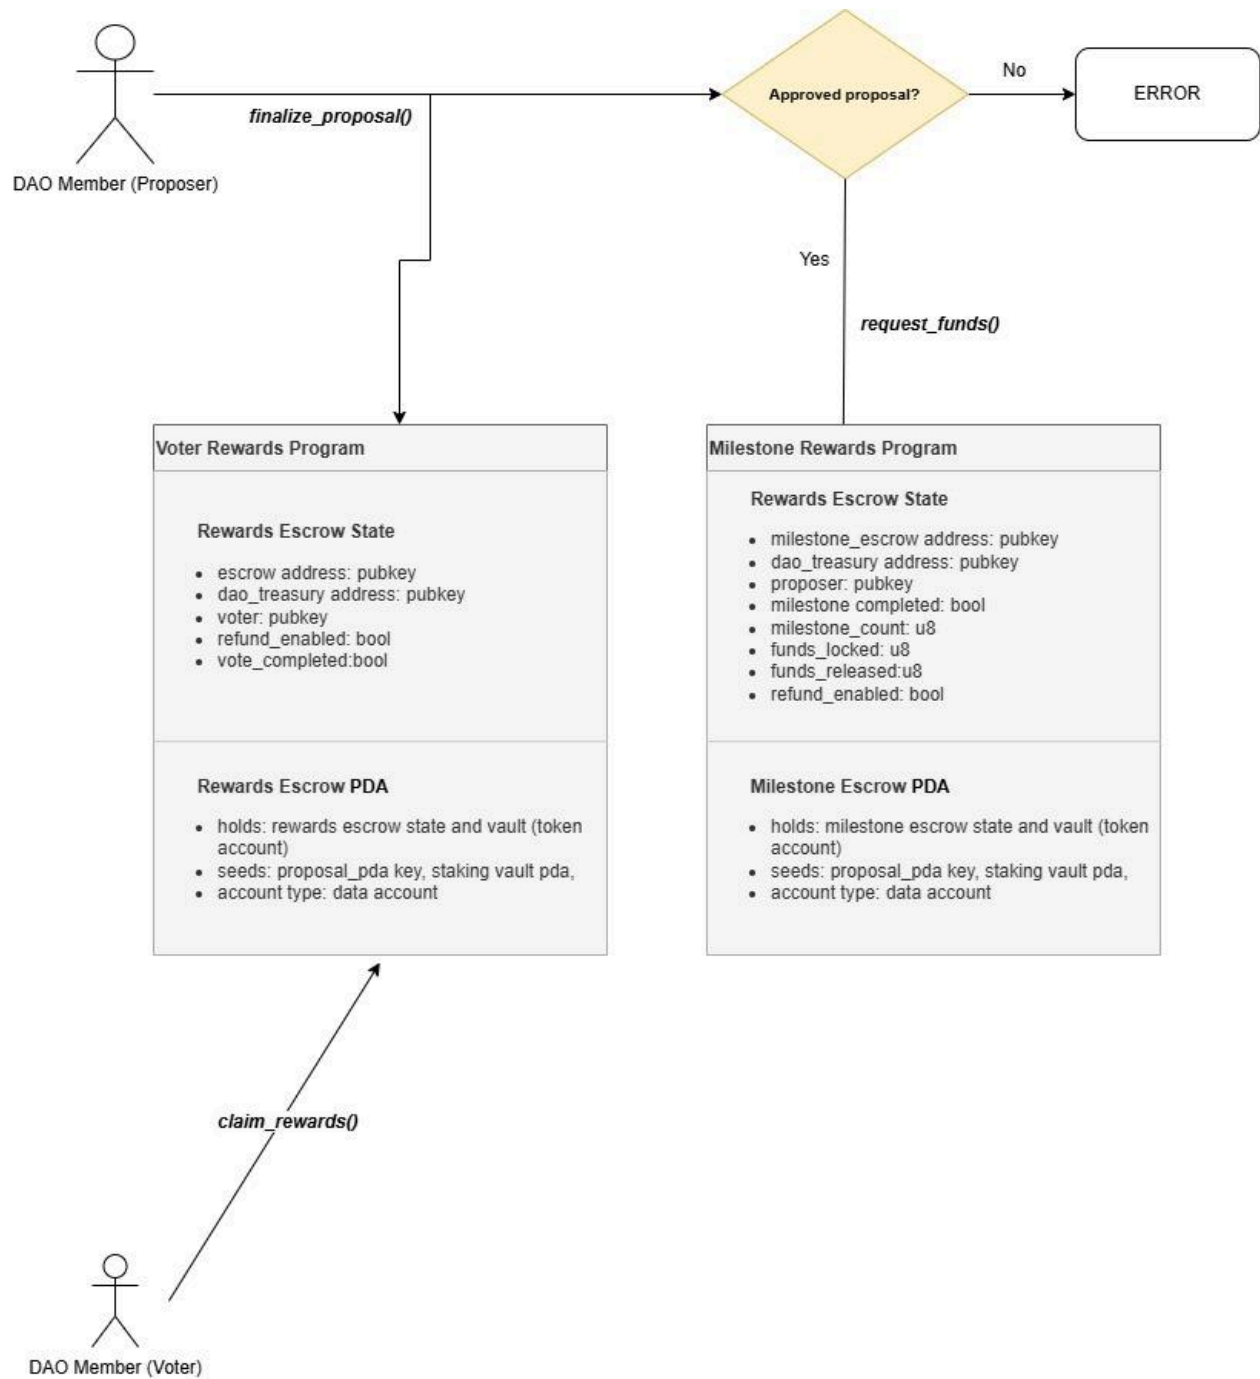 finalize_proposal()
DAO Member (Proposer)
Approved proposal?
No
ERROR
Yes
request_funds()
Voter Rewards Program
Rewards Escrow State
• escrow address: pubkey
• dao_treasury address: pubkey
• voter: pubkey
• refund_enabled: bool
• vote_completed:bool
Rewards Escrow PDA
• holds: rewards escrow state and vault (token
account)
• seeds: proposal_pda key, staking vault pda,
• account type: data account
Milestone Rewards Program
Rewards Escrow State
• milestone_escrow address: pubkey
• dao_treasury address: pubkey
• proposer: pubkey
• milestone completed: bool
• milestone_count: u8
• funds_locked: u8
• funds_released:u8
• refund_enabled: bool
Milestone Escrow PDA
• holds: milestone escrow state and vault (token
account)
• seeds: proposal_pda key, staking vault pda,
• account type: data account
claim_rewards()
DAO Member (Voter)